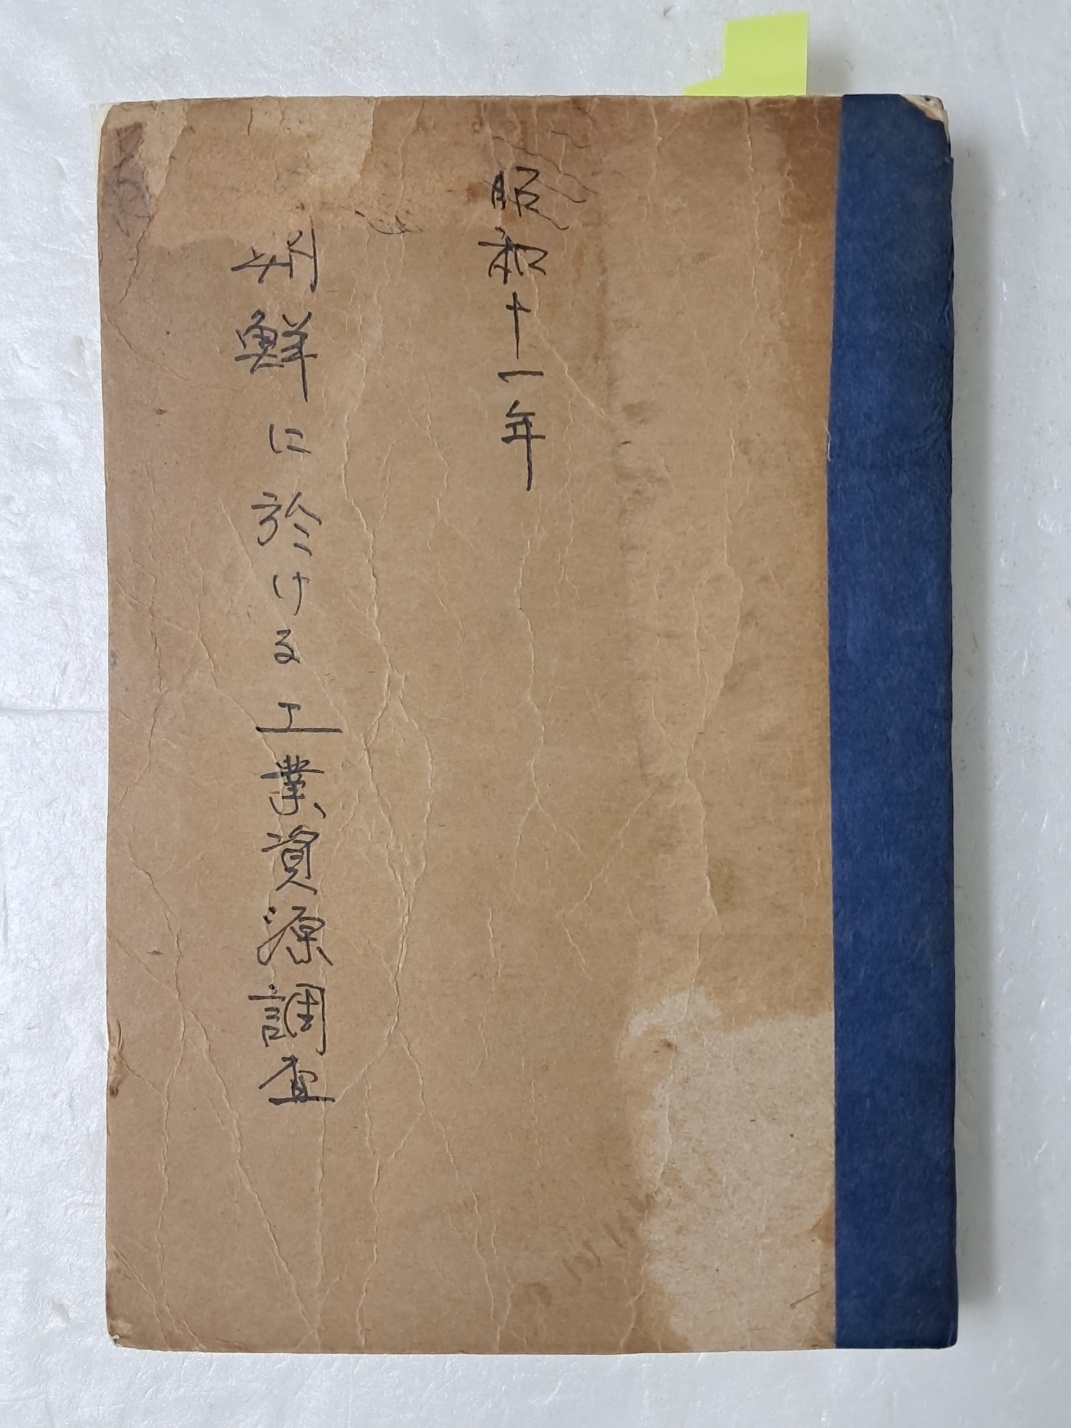 昭和十一年
朝鮮に於ける工業資源調査